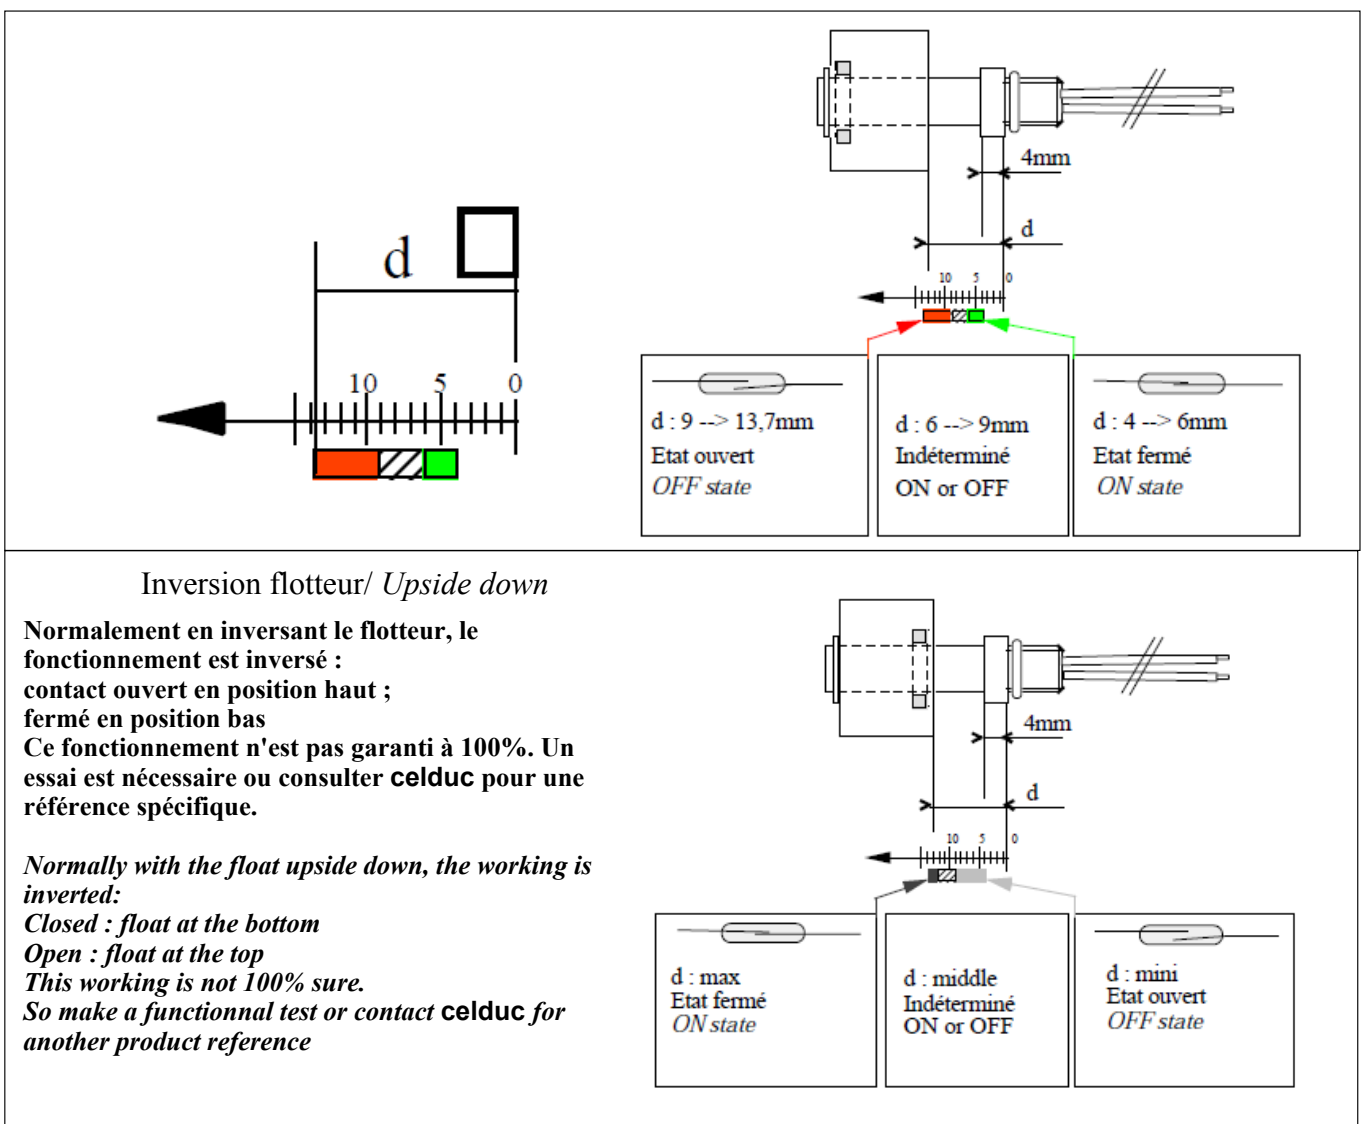 d
10 5 0
4mm
d
10 5 0
d : 9 --> 13,7mm
Etat ouvert
OFF state
d : 6 --> 9mm
Indéterminé
ON or OFF
d : 4 --> 6mm
Etat fermé
ON state
Inversion flotteur/ Upside down
Normalement en inversant le flotteur, le
fonctionnement est inversé :
contact ouvert en position haut ;
fermé en position bas
Ce fonctionnement n'est pas garanti à 100%. Un
essai est nécessaire ou consulter celduc pour une
référence spécifique.
Normally with the float upside down, the working is
inverted:
Closed : float at the bottom
Open : float at the top
This working is not 100% sure.
So make a functionnal test or contact celduc for
another product reference
4mm
d
10 5 0
d : max
Etat fermé
ON state
d : middle
Indéterminé
ON or OFF
d : mini
Etat ouvert
OFF state